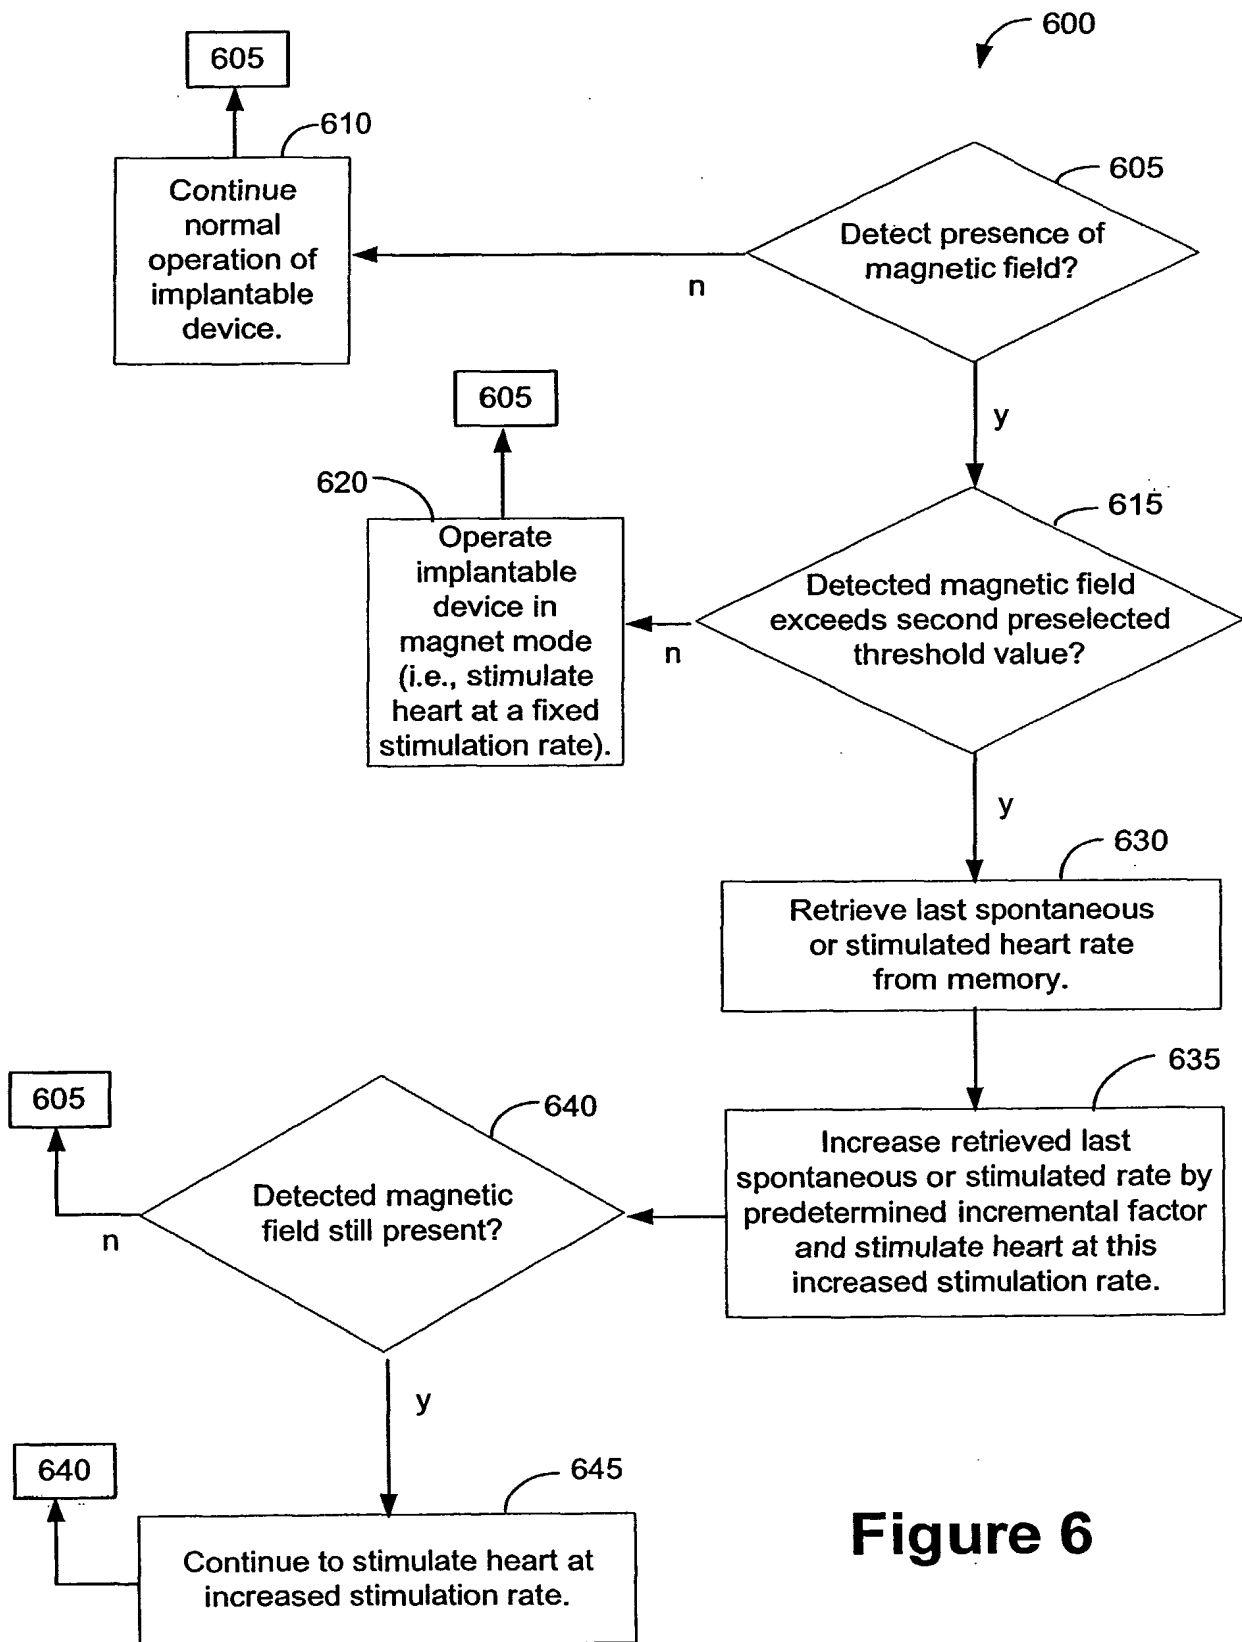 600
605
610
Continue
normal
operation of
implantable
device.
605
Detect presence of
magnetic field?
n
y
605
620
Operate
implantable
device in
magnet mode
(i.e., stimulate
heart at a fixed
stimulation rate).
615
Detected magnetic field
exceeds second preselected
threshold value?
n
y
630
Retrieve last spontaneous
or stimulated heart rate
from memory.
635
Increase retrieved last
spontaneous or stimulated rate by
predetermined incremental factor
and stimulate heart at this
increased stimulation rate.
605
640
Detected magnetic
field still present?
n
y
640
645
Continue to stimulate heart at
increased stimulation rate.
Figure 6